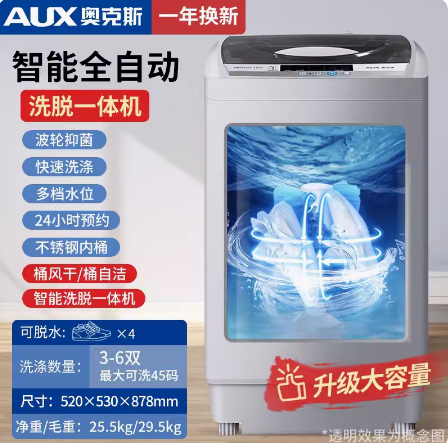 AUX奥克斯 一年换新
智能全自动
洗脱一体机
波轮抑菌
快速洗涤
多档水位
24小时预约
不锈钢内桶
桶风干/桶自洁
智能洗脱一体机
可脱水: ×4
洗涤数量: 3-6双
最大可洗45码
尺寸: 520×530×878mm
净重/毛重: 25.5kg/29.5kg
升级大容量
*透明效果为概念图